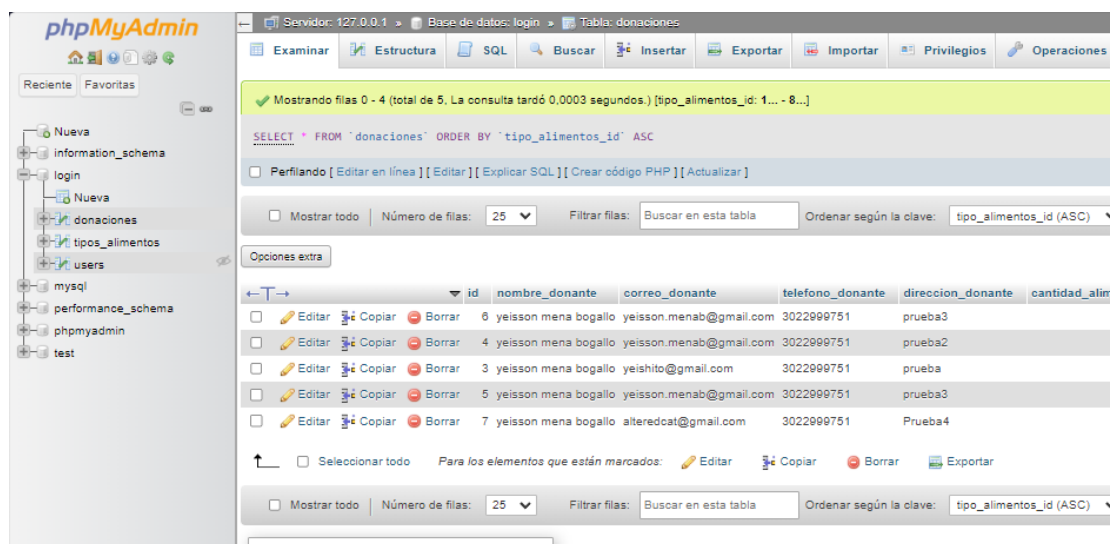 phpMyAdmin
Reciente Favoritas
Nueva
information_schema
login
Nueva
donaciones
tipos_alimentos
users
mysql
performance_schema
phpmyadmin
test
Servidor: 127.0.0.1 » Base de datos: login » Tabla: donaciones
Examinar Estructura SQL Buscar Insertar Exportar Importar Privilegios Operaciones
Mostrando filas 0 - 4 (total de 5, La consulta tardó 0,0003 segundos.) [tipo_alimentos_id: 1... - 8...]
SELECT * FROM `donaciones` ORDER BY `tipo_alimentos_id` ASC
Perfilando [ Editar en línea ] [ Editar ] [ Explicar SQL ] [ Crear código PHP ] [ Actualizar ]
Mostrar todo | Número de filas: 25 Filtrar filas: Buscar en esta tabla Ordenar según la clave: tipo_alimentos_id (ASC)
Opciones extra
←T→ id nombre_donante correo_donante telefono_donante direccion_donante cantidad_alim
Editar Copiar Borrar 6 yeisson mena bogallo yeisson.menab@gmail.com 3022999751 prueba3
Editar Copiar Borrar 4 yeisson mena bogallo yeisson.menab@gmail.com 3022999751 prueba2
Editar Copiar Borrar 3 yeisson mena bogallo yeishito@gmail.com 3022999751 prueba
Editar Copiar Borrar 5 yeisson mena bogallo yeisson.menab@gmail.com 3022999751 prueba3
Editar Copiar Borrar 7 yeisson mena bogallo alteredcat@gmail.com 3022999751 Prueba4
Seleccionar todo Para los elementos que están marcados: Editar Copiar Borrar Exportar
Mostrar todo | Número de filas: 25 Filtrar filas: Buscar en esta tabla Ordenar según la clave: tipo_alimentos_id (ASC)